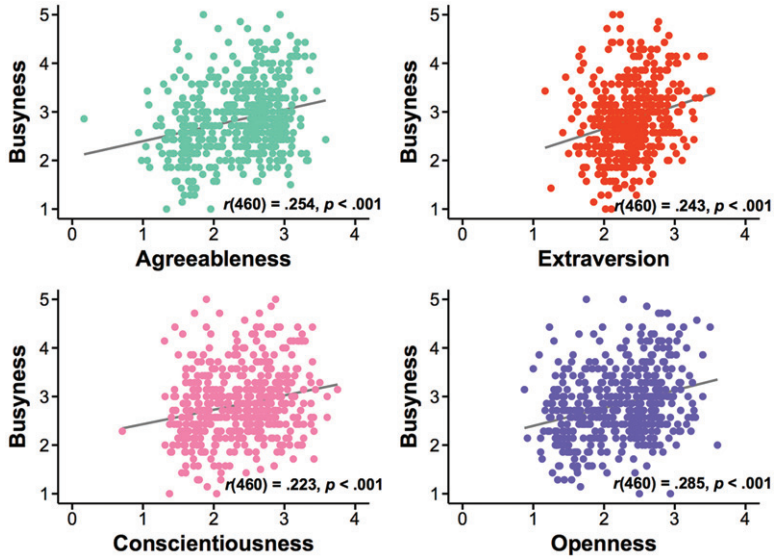 Busyness
5
4
3
2
1
r(460) = .254, p < .001
0 1 2 3 4
Agreeableness
Busyness
5
4
3
2
1
r(460) = .243, p < .001
0 1 2 3 4
Extraversion
Busyness
5
4
3
2
1
r(460) = .223, p < .001
0 1 2 3 4
Conscientiousness
Busyness
5
4
3
2
1
r(460) = .285, p < .001
0 1 2 3 4
Openness